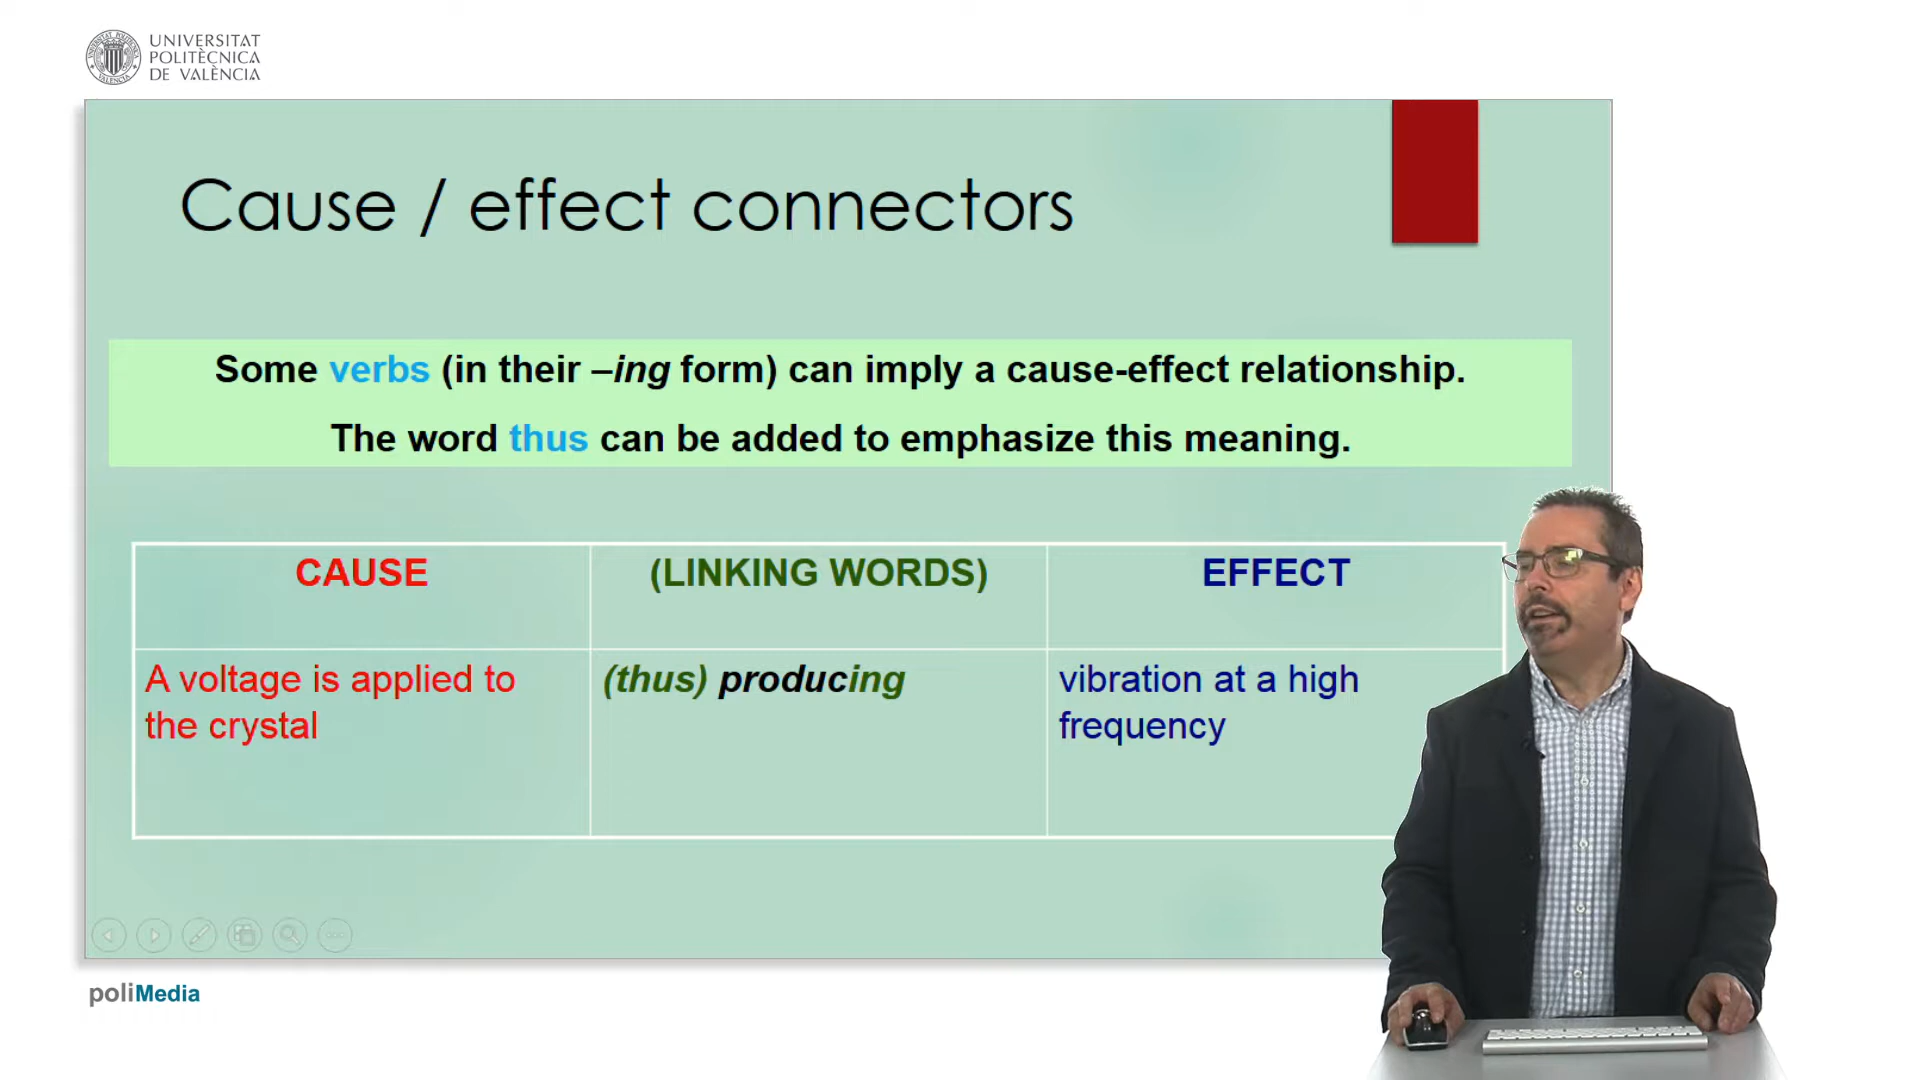 UNIVERSITAT
POLITÈCNICA
DE VALÈNCIA
Cause / effect connectors
Some verbs (in their –ing form) can imply a cause-effect relationship.
The word thus can be added to emphasize this meaning.
CAUSE
(LINKING WORDS)
EFFECT
A voltage is applied to
the crystal
(thus) producing
vibration at a high
frequency
poliMedia